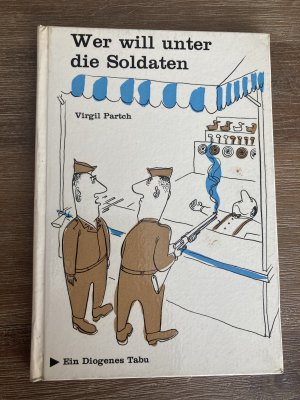 Wer will unter
die Soldaten
Virgil Partch
Ein Diogenes Tabu